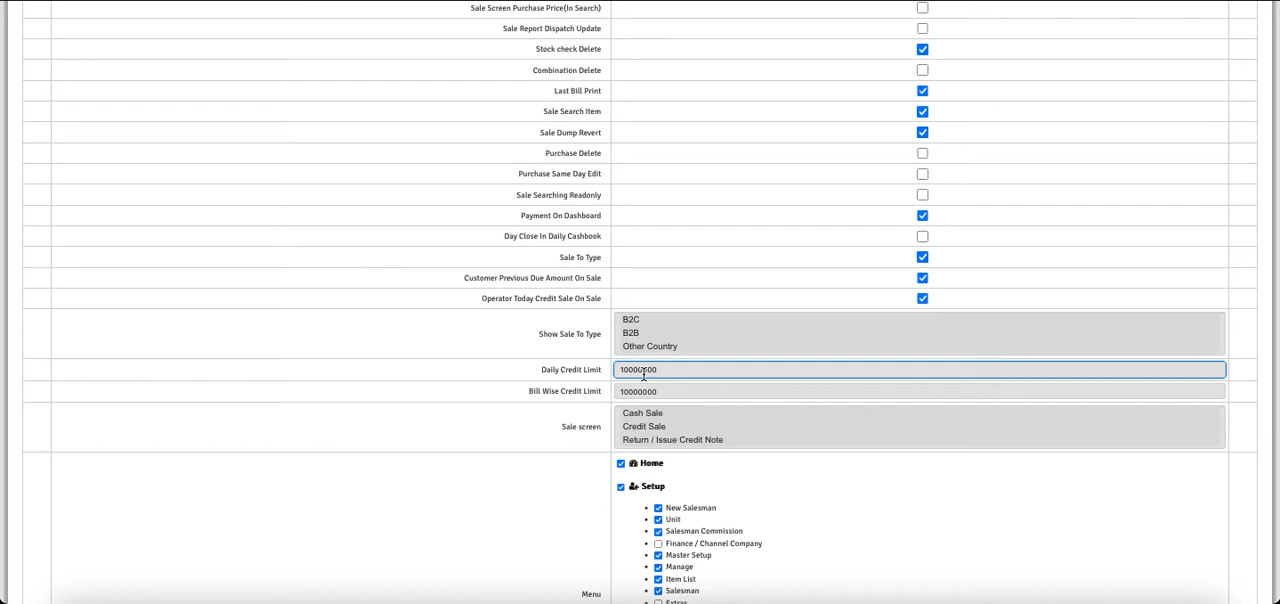 Sale Screen Purchase Price(In Search)
Sale Report Dispatch Update
Stock check Delete
Combination Delete
Last Bill Print
Sale Search Item
Sale Dump Revert
Purchase Delete
Purchase Same Day Edit
Sale Searching Readonly
Payment On Dashboard
Day Close In Daily Cashbook
Sale To Type
Customer Previous Due Amount On Sale
Operator Today Credit Sale On Sale
Show Sale To Type
B2C
B2B
Other Country
Daily Credit Limit
10000000
Bill Wise Credit Limit
10000000
Sale screen
Cash Sale
Credit Sale
Return / Issue Credit Note
Home
Setup
New Salesman
Unit
Salesman Commission
Finance / Channel Company
Master Setup
Manage
Item List
Salesman
Menu
Extras